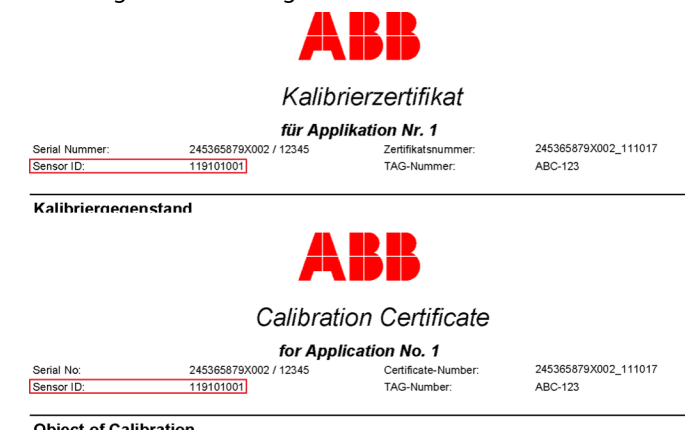 ABB
Kalibrierzertifikat
für Applikation Nr. 1
Serial Nummer: 245365879X002 / 12345 Zertifikatsnummer: 245365879X002_111017
Sensor ID: 119101001 TAG-Nummer: ABC-123
Kalibriergegenstand
ABB
Calibration Certificate
for Application No. 1
Serial No: 245365879X002 / 12345 Certificate-Number: 245365879X002_111017
Sensor ID: 119101001 TAG-Number: ABC-123
Object of Calibration